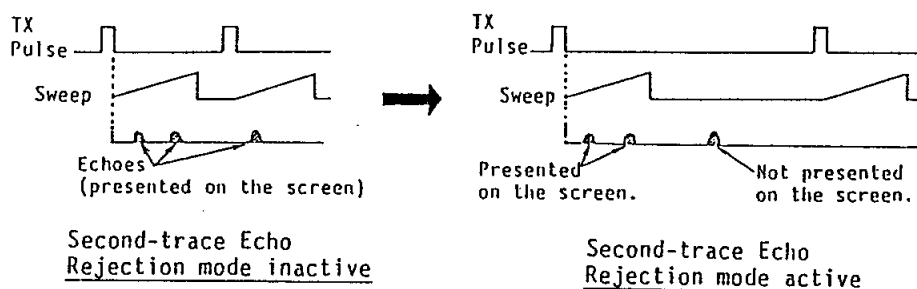 TX
Pulse
Sweep
Echoes
(presented on the screen)
Second-trace Echo
Rejection mode inactive
TX
Pulse
Presented
on the screen.
Not presented
on the screen.
Second-trace Echo
Rejection mode active